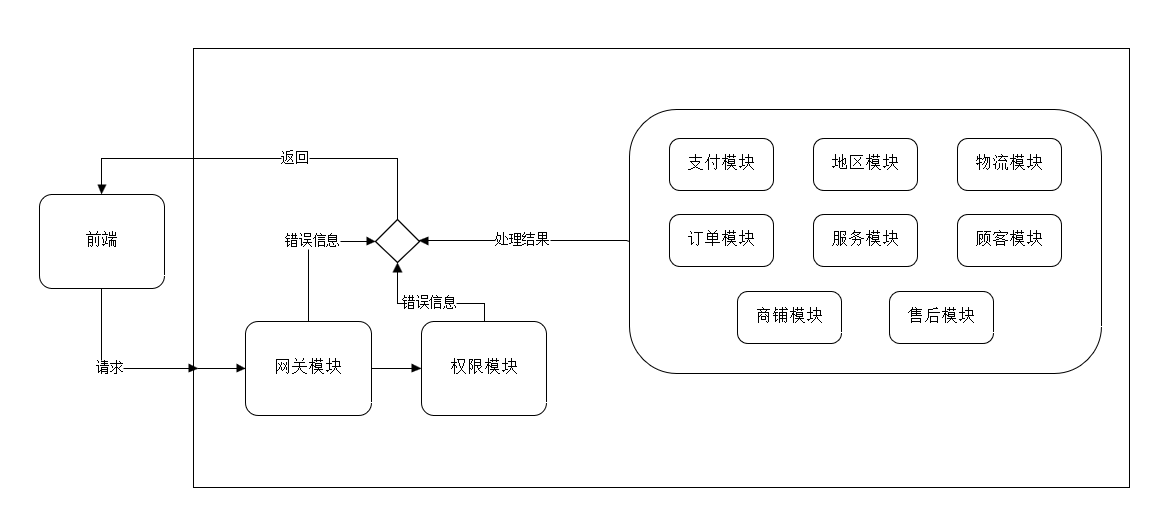 返回
支付模块
地区模块
物流模块
前端
错误信息
处理结果
订单模块
服务模块
顾客模块
错误信息
商铺模块
售后模块
请求
网关模块
权限模块